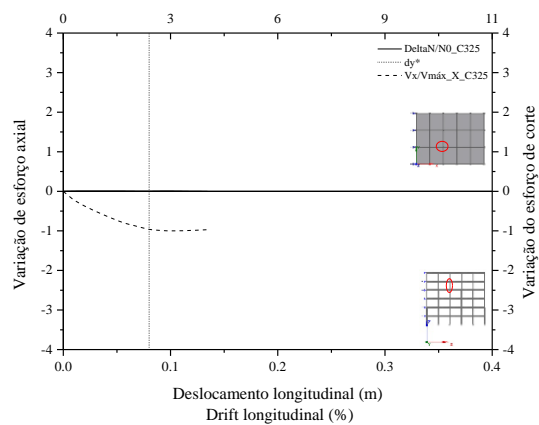 0 3 6 8 11
4
3
2
1
0
-1
-2
-3
-4
4
3
2
1
0
-1
-2
-3
-4
Variação de esforço axial
Variação do esforço de corte
DeltaN/N0_C325
dy*
Vx/Vmáx_X_C325
0.0 0.1 0.2 0.3 0.4
Deslocamento longitudinal (m)
Drift longitudinal (%)